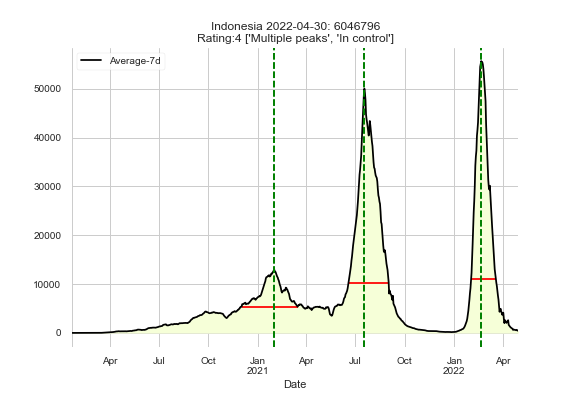 Indonesia 2022-04-30: 6046796
Rating:4 ['Multiple peaks', 'In control']
Average-7d
50000
40000
30000
20000
10000
0
Apr Jul Oct Jan Apr Jul Oct Jan Apr
2021 2022
Date